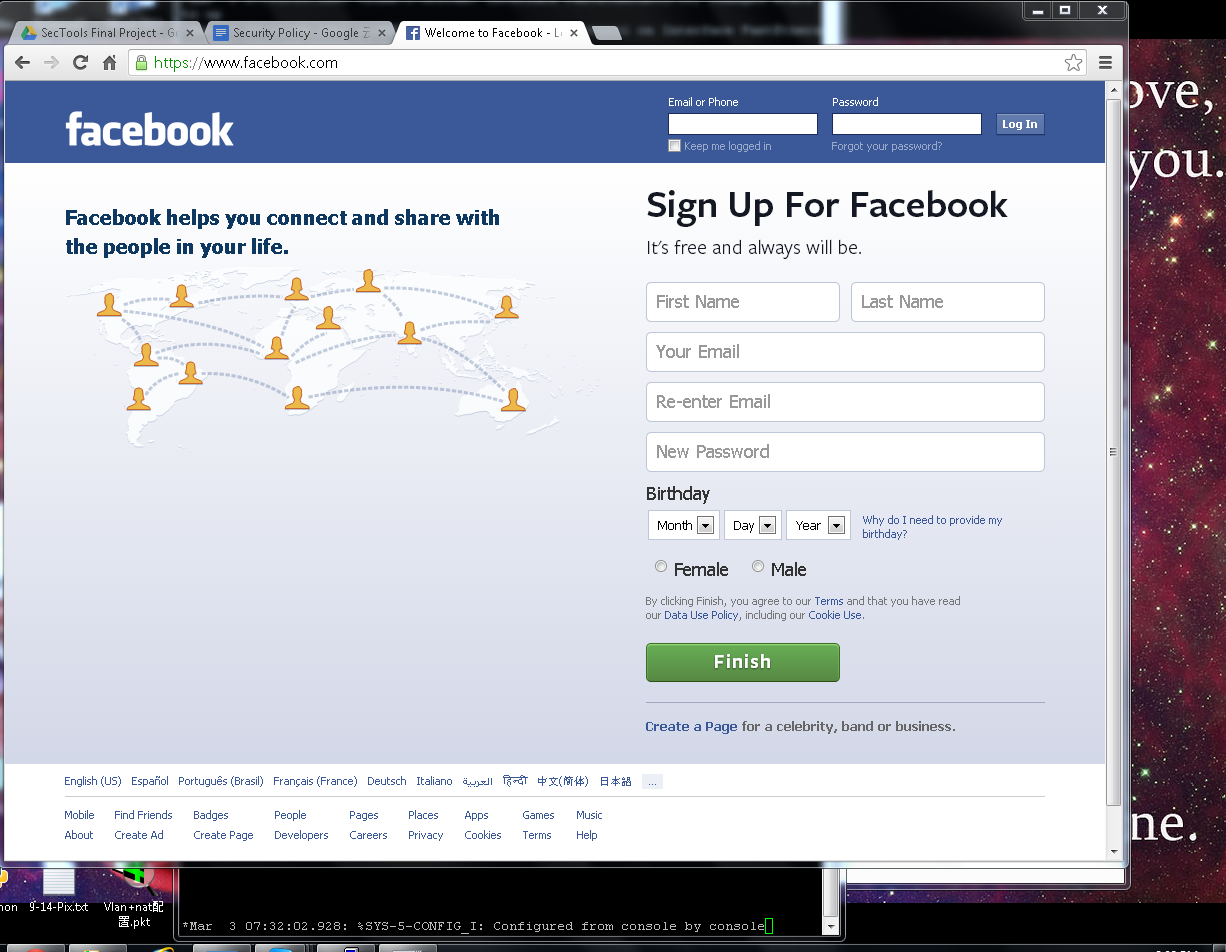 SecTools Final Project - G
Security Policy - Google
Welcome to Facebook - L
https://www.facebook.com
facebook
Email or Phone
Password
Log In
Keep me logged in
Forgot your password?
Facebook helps you connect and share with
the people in your life.
Sign Up For Facebook
It's free and always will be.
First Name
Last Name
Your Email
Re-enter Email
New Password
Birthday
Month
Day
Year
Why do I need to provide my
birthday?
Female
Male
By clicking Finish, you agree to our Terms and that you have read
our Data Use Policy, including our Cookie Use.
Finish
Create a Page for a celebrity, band or business.
English (US) Español Português (Brasil) Français (France) Deutsch Italiano العربية हिन्दी 中文(简体) 日本語 ...
Mobile Find Friends Badges People Pages Places Apps Games Music
About Create Ad Create Page Developers Careers Privacy Cookies Terms Help
ove,
you.
ne.
non
9-14-Pix.txt
Vlan+nat配
置.pkt
*Mar 3 07:32:02.928: %SYS-5-CONFIG_I: Configured from console by console